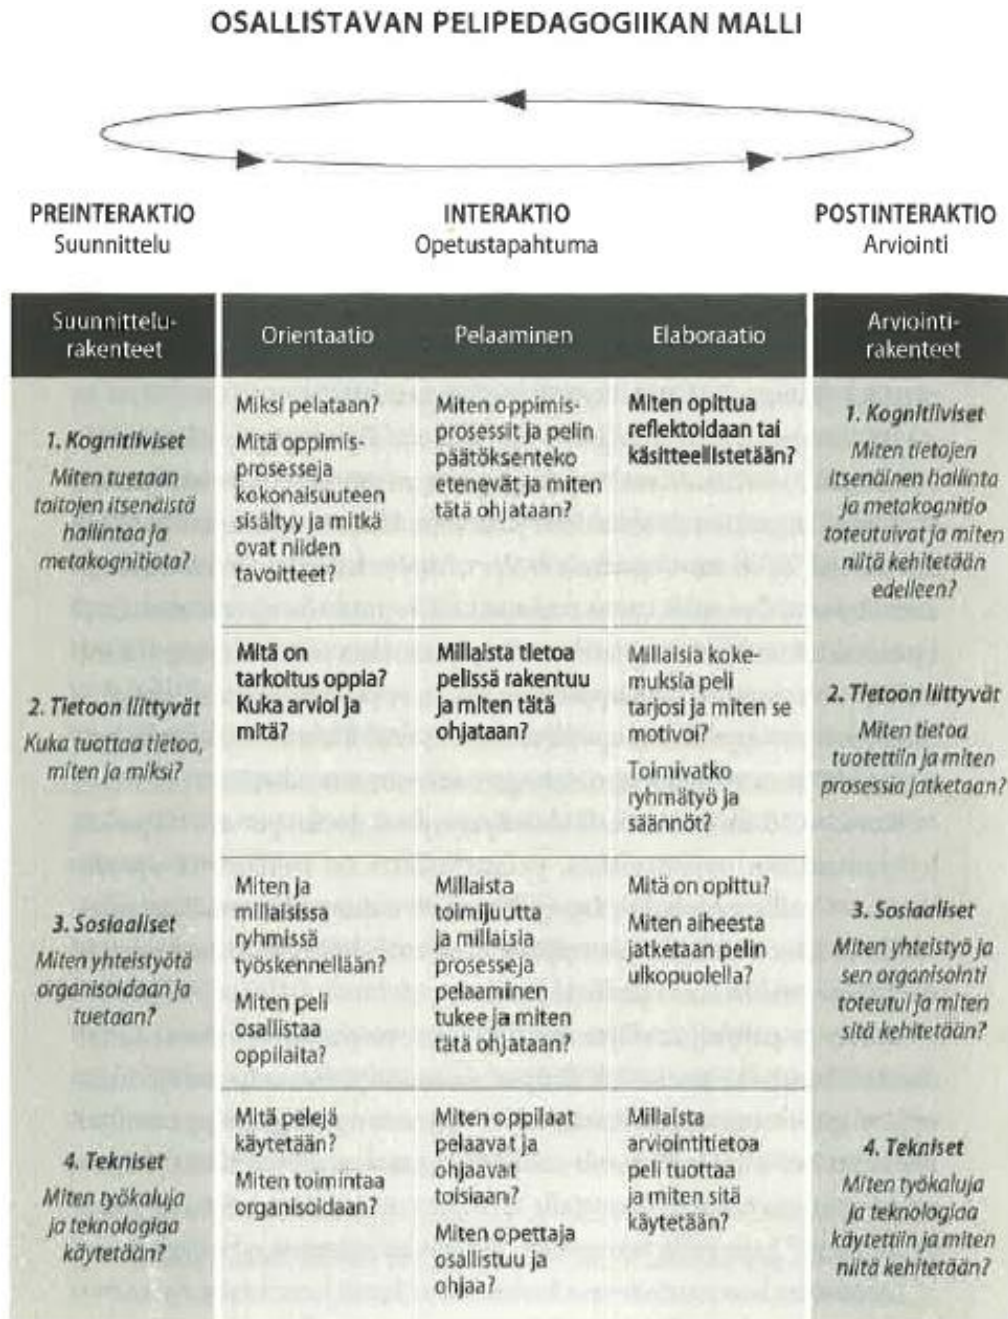 OSALLISTAVAN PELIPEDAGOGIIKAN MALLI
PREINTERAKTIO
Suunnittelu
INTERAKTIO
Opetustapahtuma
POSTINTERAKTIO
Arviointi
Suunnittelu-
rakenteet
Orientaatio
Pelaaminen
Elaboraatio
Arviointi-
rakenteet
1. Kognitiiviset
Miten tuetaan
taitojen itsenäistä
hallintaa ja
metakognitiota?
Miksi pelataan?
Mitä oppimis-
prosesseja
kokonaisuuteen
sisältyy ja mitkä
ovat niiden
tavoitteet?
Miten oppimis-
prosessit ja pelin
päätöksenteko
etenevät ja miten
tätä ohjataan?
Miten opittua
reflektoidaan tai
käsitteellistetään?
1. Kognitiiviset
Miten tietojen
itsenäinen hallinta
ja metakognitio
toteutuivat ja miten
niitä kehitetään
edelleen?
2. Tietoon liittyvät
Kuka tuottaa tietoa,
miten ja miksi?
Mitä on
tarkoitus oppia?
Kuka arvioi ja
mitä?
Millaista tietoa
pelissä rakentuu
ja miten tätä
ohjataan?
Millaisia koke-
muksia peli
tarjosi ja miten se
motivoi?
Toimivatko
ryhmätyö ja
säännöt?
2. Tietoon liittyvät
Miten tietoa
tuotettiin ja miten
prosessia jatketaan?
3. Sosiaaliset
Miten yhteistyötä
organisoidaan ja
tuetaan?
Miten ja
millaisissa
ryhmissä
työskennellään?
Miten peli
osallistaa
oppilaita?
Millaista
toimijuutta
ja millaisia
prosesseja
pelaaminen
tukee ja miten
tätä ohjataan?
Mitä on opittu?
Miten aiheesta
jatketaan pelin
ulkopuolella?
3. Sosiaaliset
Miten yhteistyö ja
sen organisointi
toteutui ja miten
sitä kehitetään?
4. Tekniset
Miten työkaluja
ja teknologiaa
käytetään?
Mitä pelejä
käytetään?
Miten toimintaa
organisoidaan?
Miten oppilaat
pelaavat ja
ohjaavat
toisiaan?
Miten opettaja
osallistuu ja
ohjaa?
Millaista
arviointitietoa
peli tuottaa
ja miten sitä
käytetään?
4. Tekniset
Miten työkaluja
ja teknologiaa
käytettiin ja miten
niitä kehitetään?